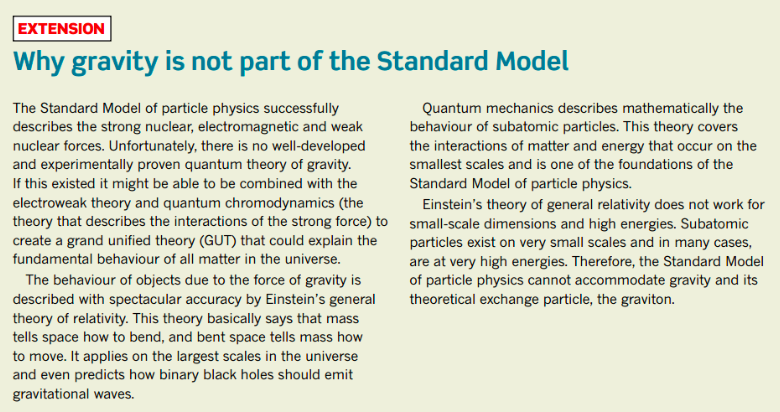 EXTENSION
Why gravity is not part of the Standard Model
The Standard Model of particle physics successfully
describes the strong nuclear, electromagnetic and weak
nuclear forces. Unfortunately, there is no well-developed
and experimentally proven quantum theory of gravity.
If this existed it might be able to be combined with the
electroweak theory and quantum chromodynamics (the
theory that describes the interactions of the strong force) to
create a grand unified theory (GUT) that could explain the
fundamental behaviour of all matter in the universe.
The behaviour of objects due to the force of gravity is
described with spectacular accuracy by Einstein's general
theory of relativity. This theory basically says that mass
tells space how to bend, and bent space tells mass how
to move. It applies on the largest scales in the universe
and even predicts how binary black holes should emit
gravitational waves.
Quantum mechanics describes mathematically the
behaviour of subatomic particles. This theory covers
the interactions of matter and energy that occur on the
smallest scales and is one of the foundations of the
Standard Model of particle physics.
Einstein's theory of general relativity does not work for
small-scale dimensions and high energies. Subatomic
particles exist on very small scales and in many cases,
are at very high energies. Therefore, the Standard Model
of particle physics cannot accommodate gravity and its
theoretical exchange particle, the graviton.